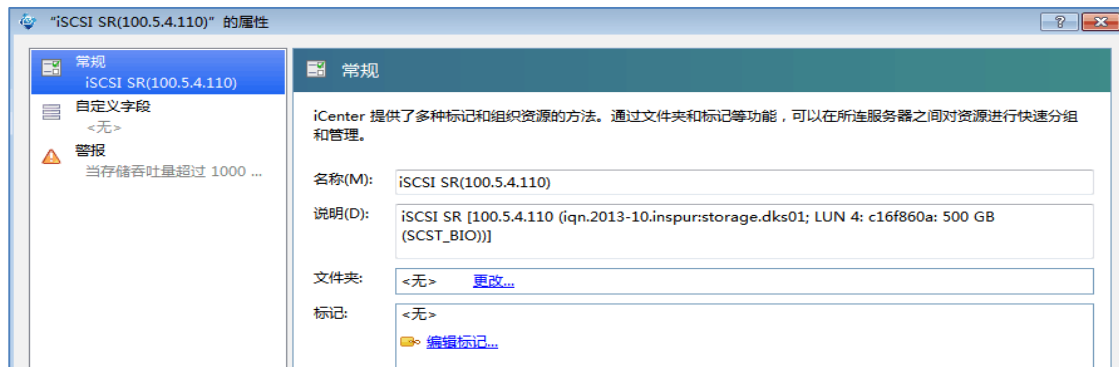 “iSCSI SR(100.5.4.110)”的属性
常规
iSCSI SR(100.5.4.110)
自定义字段
<无>
警报
当存储吞吐量超过 1000 ...
常规
iCenter 提供了多种标记和组织资源的方法。通过文件夹和标记等功能，可以在所连服务器之间对资源进行快速分组
和管理。
名称(M):
iSCSI SR(100.5.4.110)
说明(D):
iSCSI SR [100.5.4.110 (iqn.2013-10.inspur:storage.dks01; LUN 4: c16f860a: 500 GB
(SCST_BIO))]
文件夹:
<无> 更改...
标记:
<无>
编辑标记...